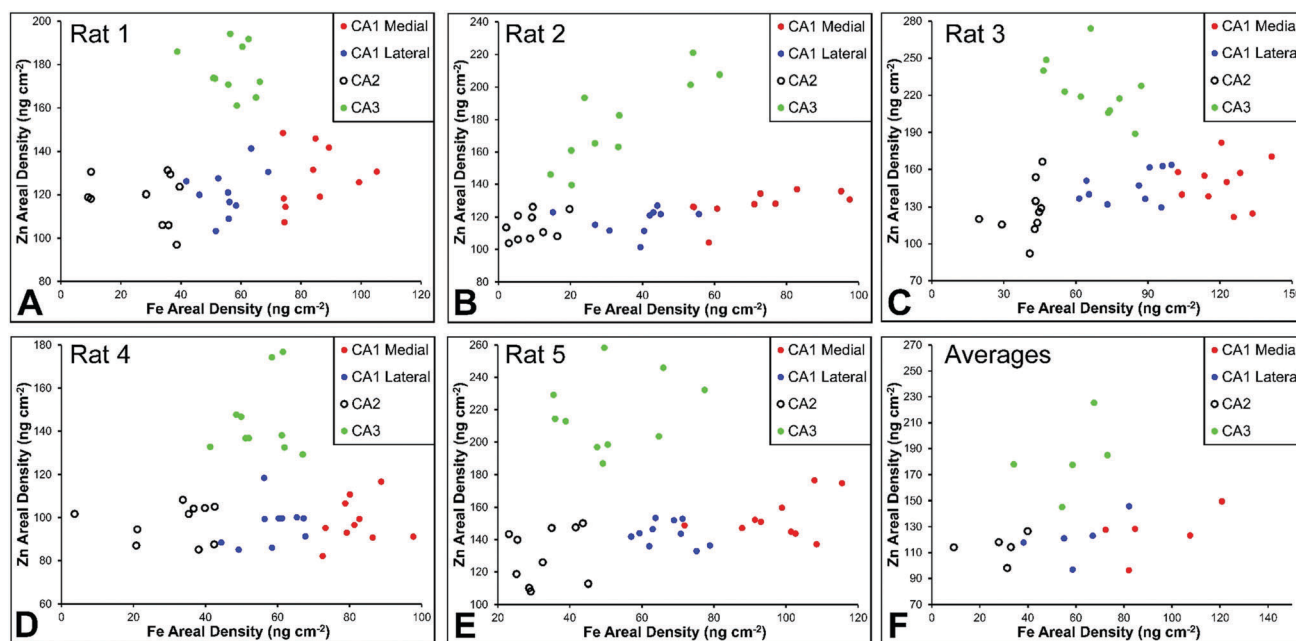 Rat 1
Zn Areal Density (ng cm⁻²)
200
180
160
140
120
100
80
0 20 40 60 80 100 120
Fe Areal Density (ng cm⁻²)
CA1 Medial
CA1 Lateral
CA2
CA3
A
Rat 2
Zn Areal Density (ng cm⁻²)
260
240
220
200
180
160
140
120
100
80
0 20 40 60 80 100
Fe Areal Density (ng cm⁻²)
CA1 Medial
CA1 Lateral
CA2
CA3
B
Rat 3
Zn Areal Density (ng cm⁻²)
280
250
220
190
160
130
100
70
0 30 60 90 120 150
Fe Areal Density (ng cm⁻²)
CA1 Medial
CA1 Lateral
CA2
CA3
C
Rat 4
Zn Areal Density (ng cm⁻²)
180
160
140
120
100
80
60
0 20 40 60 80 100
Fe Areal Density (ng cm⁻²)
CA1 Medial
CA1 Lateral
CA2
CA3
D
Rat 5
Zn Areal Density (ng cm⁻²)
260
240
220
200
180
160
140
120
100
20 40 60 80 100 120
Fe Areal Density (ng cm⁻²)
CA1 Medial
CA1 Lateral
CA2
CA3
E
Averages
Zn Areal Density (ng cm⁻²)
270
250
230
210
190
170
150
130
110
90
70
0 20 40 60 80 100 120 140
Fe Areal Density (ng cm⁻²)
CA1 Medial
CA1 Lateral
CA2
CA3
F